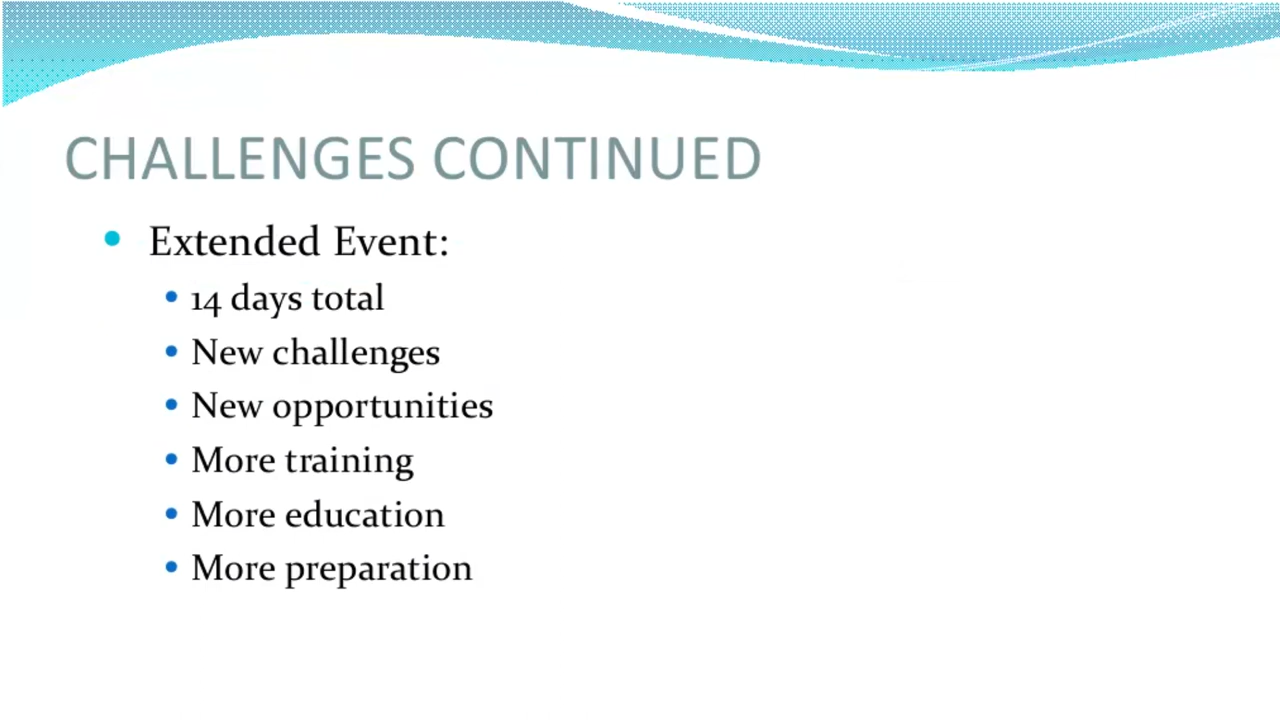 CHALLENGES CONTINUED
• Extended Event:
• 14 days total
• New challenges
• New opportunities
• More training
• More education
• More preparation